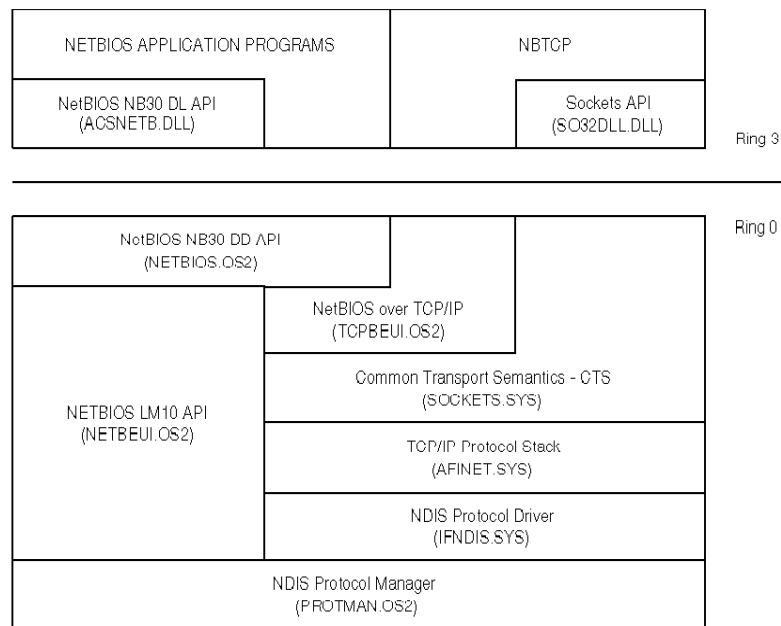 NETBIOS APPLICATION PROGRAMS
NBTCP
NetBIOS NB30 DL API
(ACSNETB.DLL)
Sockets API
(SO32DLL.DLL)
Ring 3
Ring 0
NetBIOS NB30 DD API
(NETBIOS.OS2)
NetBIOS over TCP/IP
(TCPBEUI.OS2)
Common Transport Semantics - CTS
(SOCKETS.SYS)
NETBIOS LM10 API
(NETBEUI.OS2)
TCP/IP Protocol Stack
(AFINET.SYS)
NDIS Protocol Driver
(IFNDIS.SYS)
NDIS Protocol Manager
(PROTMAN.OS2)